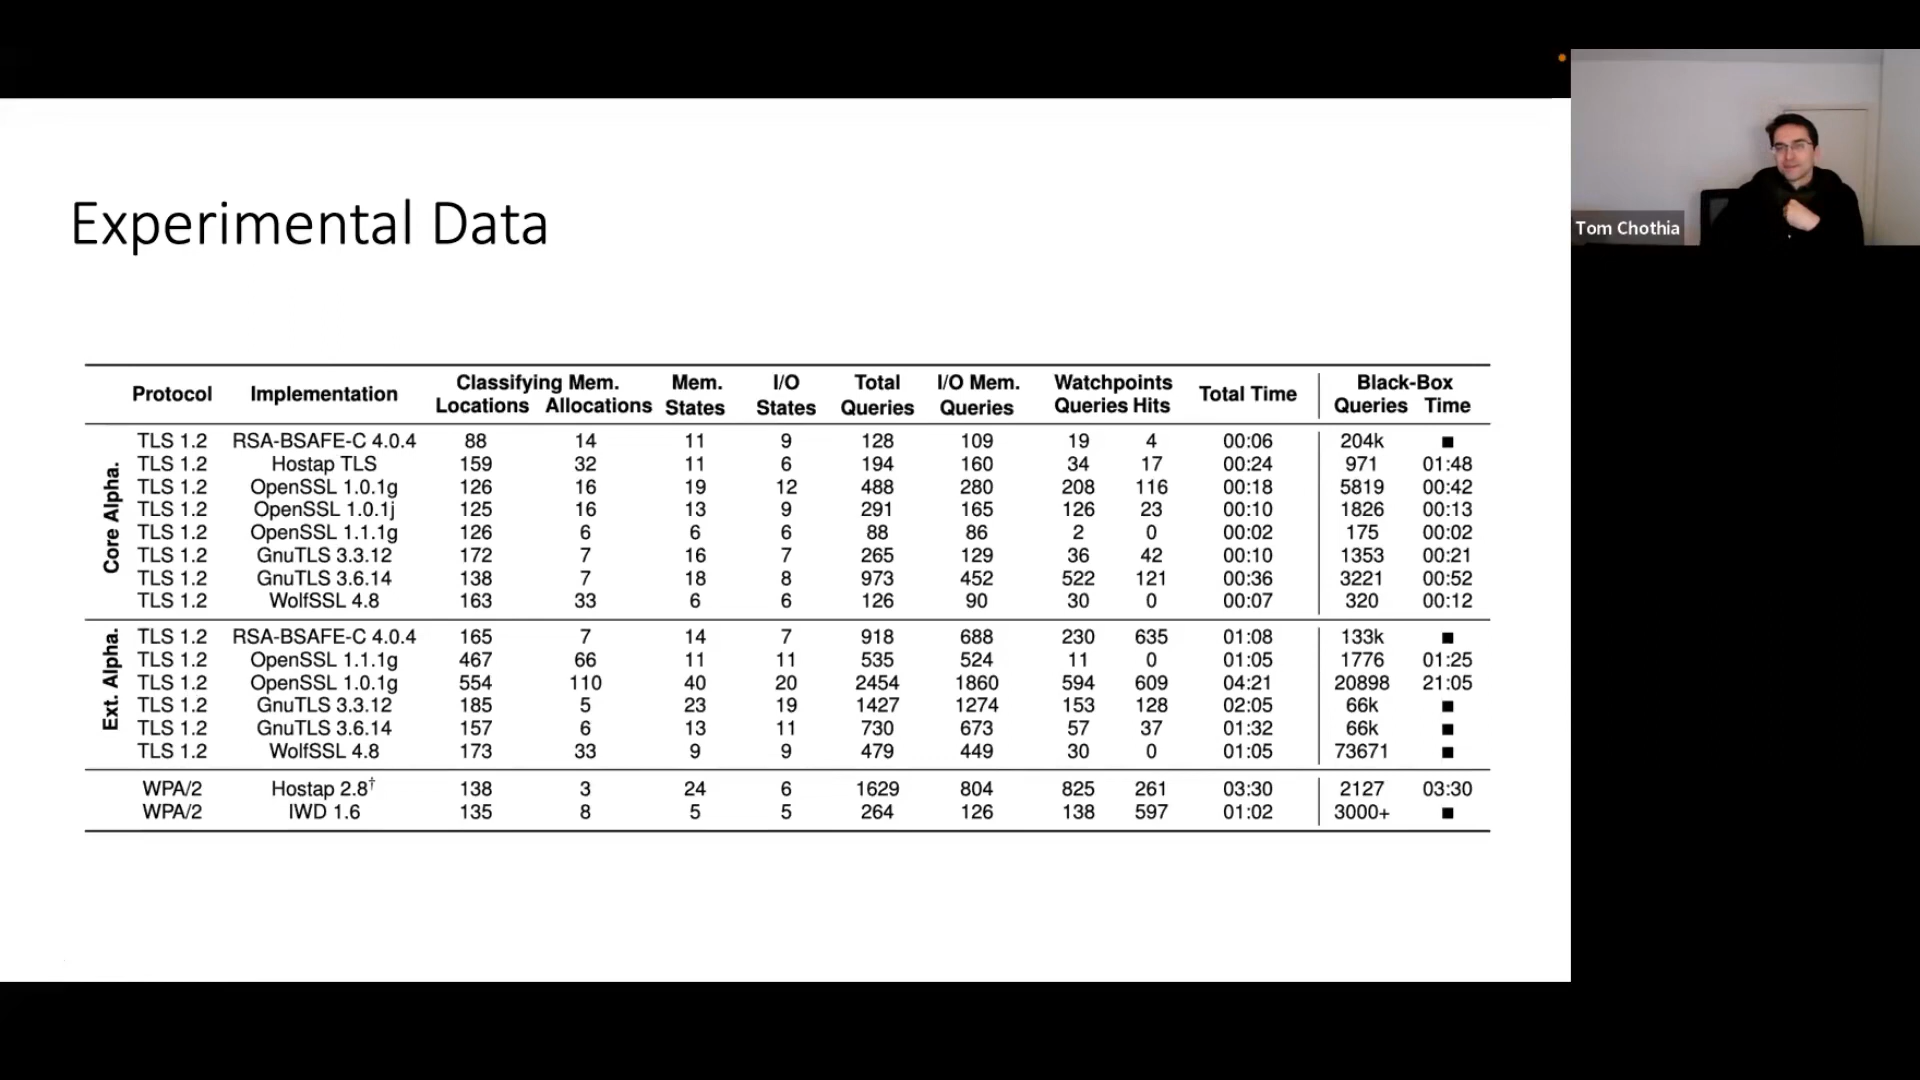 Tom Chothia
Experimental Data
Protocol Implementation Classifying Mem. Locations Allocations Mem. States I/O States Total Queries I/O Mem. Queries Watchpoints Queries Hits Total Time Black-Box Queries Time
Core Alpha.
TLS 1.2 RSA-BSAFE-C 4.0.4 88 14 11 9 128 109 19 4 00:06 204k ■
TLS 1.2 Hostap TLS 159 32 11 6 194 160 34 17 00:24 971 01:48
TLS 1.2 OpenSSL 1.0.1g 126 16 19 12 488 280 208 116 00:18 5819 00:42
TLS 1.2 OpenSSL 1.0.1j 125 16 13 9 291 165 126 23 00:10 1826 00:13
TLS 1.2 OpenSSL 1.1.1g 126 6 6 6 88 86 2 0 00:02 175 00:02
TLS 1.2 GnuTLS 3.3.12 172 7 16 7 265 129 36 42 00:10 1353 00:21
TLS 1.2 GnuTLS 3.6.14 138 7 18 8 973 452 522 121 00:36 3221 00:52
TLS 1.2 WolfSSL 4.8 163 33 6 6 126 90 30 0 00:07 320 00:12
Ext. Alpha.
TLS 1.2 RSA-BSAFE-C 4.0.4 165 7 14 7 918 688 230 635 01:08 133k ■
TLS 1.2 OpenSSL 1.1.1g 467 66 11 11 535 524 11 0 01:05 1776 01:25
TLS 1.2 OpenSSL 1.0.1g 554 110 40 20 2454 1860 594 609 04:21 20898 21:05
TLS 1.2 GnuTLS 3.3.12 185 5 23 19 1427 1274 153 128 02:05 66k ■
TLS 1.2 GnuTLS 3.6.14 157 6 13 11 730 673 57 37 01:32 66k ■
TLS 1.2 WolfSSL 4.8 173 33 9 9 479 449 30 0 01:05 73671 ■
WPA/2 Hostap 2.8† 138 3 24 6 1629 804 825 261 03:30 2127 03:30
WPA/2 IWD 1.6 135 8 5 5 264 126 138 597 01:02 3000+ ■